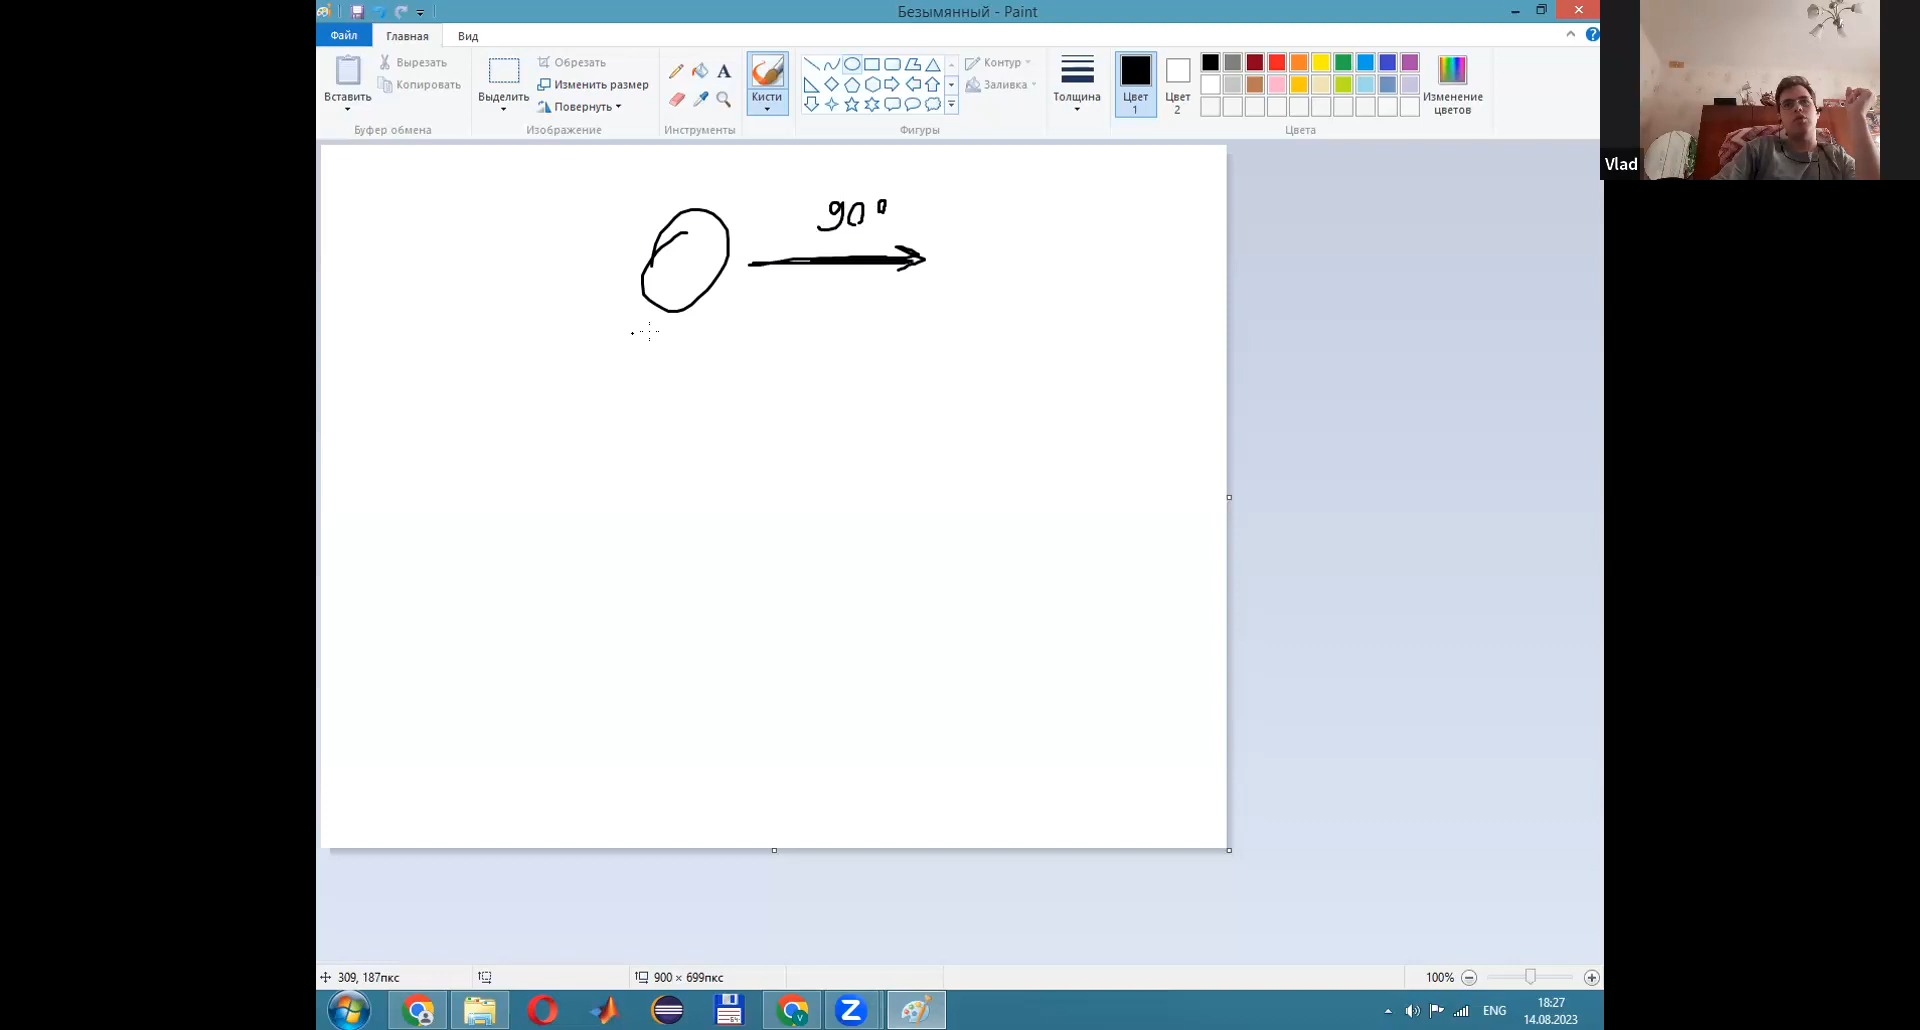 Безымянный - Paint
Файл
Главная
Вид
Вставить
Вырезать
Копировать
Буфер обмена
Выделить
Обрезать
Изменить размер
Повернуть
Изображение
A
Инструменты
Кисти
Контур
Заливка
Фигуры
Толщина
Цвет
1
Цвет
2
Изменение
цветов
Цвета
Vlad
90°
309, 187пкс
900 × 699пкс
100%
ENG
18:27
14.08.2023